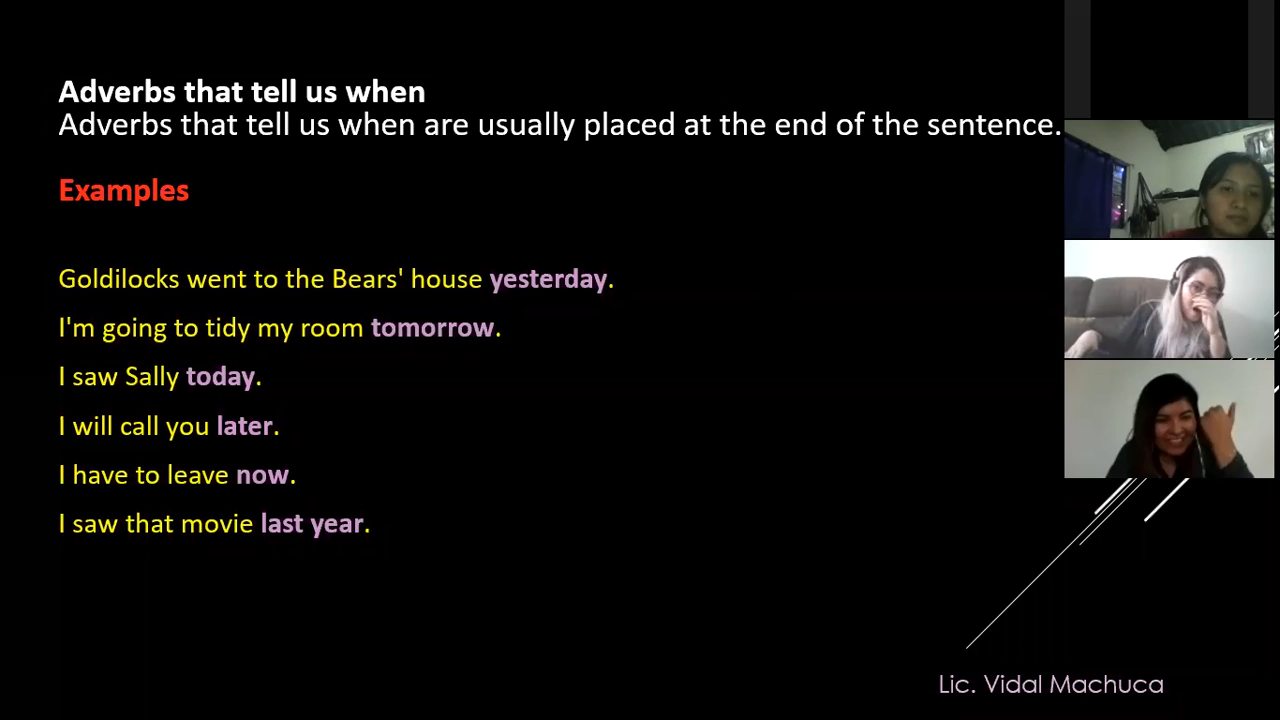 Adverbs that tell us when
Adverbs that tell us when are usually placed at the end of the sentence.
Examples
Goldilocks went to the Bears' house yesterday.
I'm going to tidy my room tomorrow.
I saw Sally today.
I will call you later.
I have to leave now.
I saw that movie last year.
Lic. Vidal Machuca